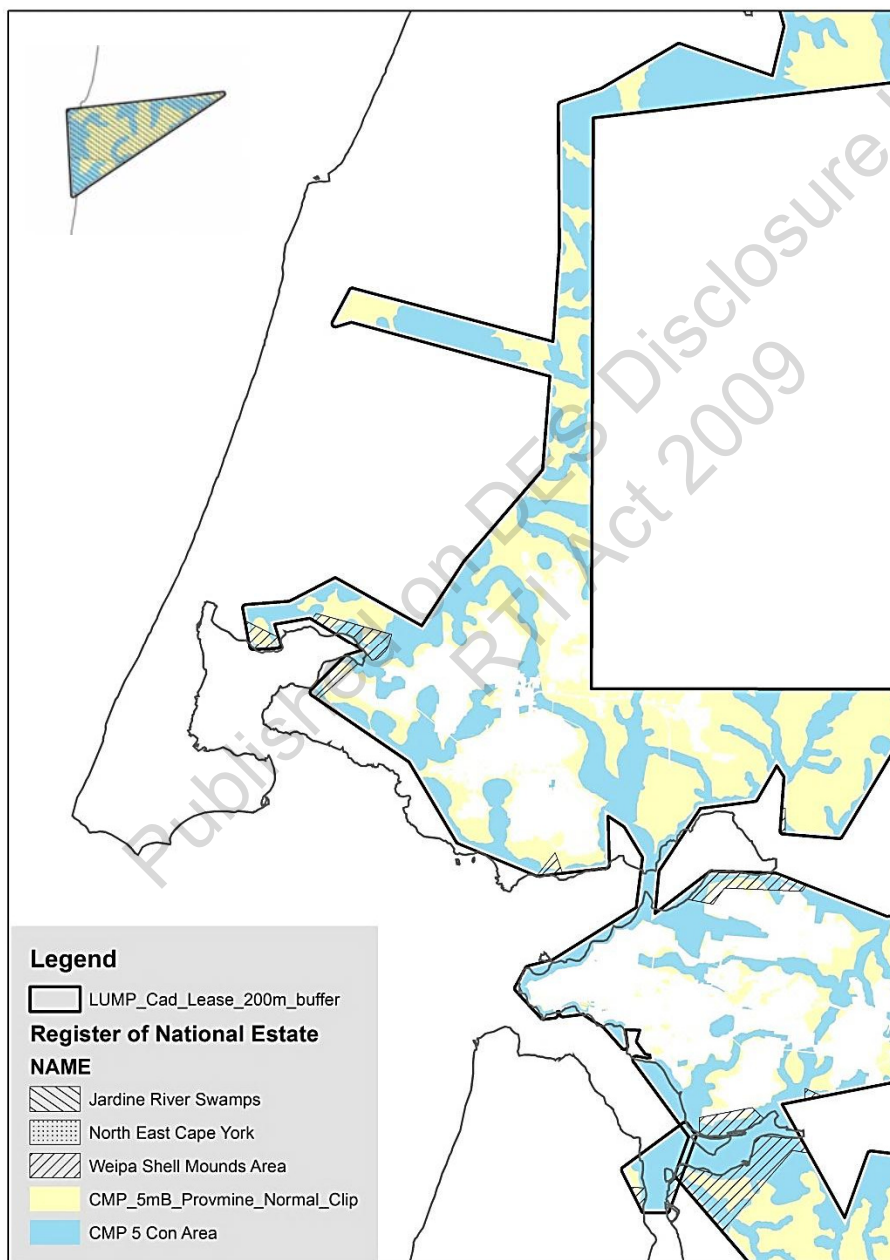 Published on DES Disclosure
RTI Act 2009
Legend
LUMP_Cad_Lease_200m_buffer
Register of National Estate
NAME
Jardine River Swamps
North East Cape York
Weipa Shell Mounds Area
CMP_5mB_Provmine_Normal_Clip
CMP 5 Con Area